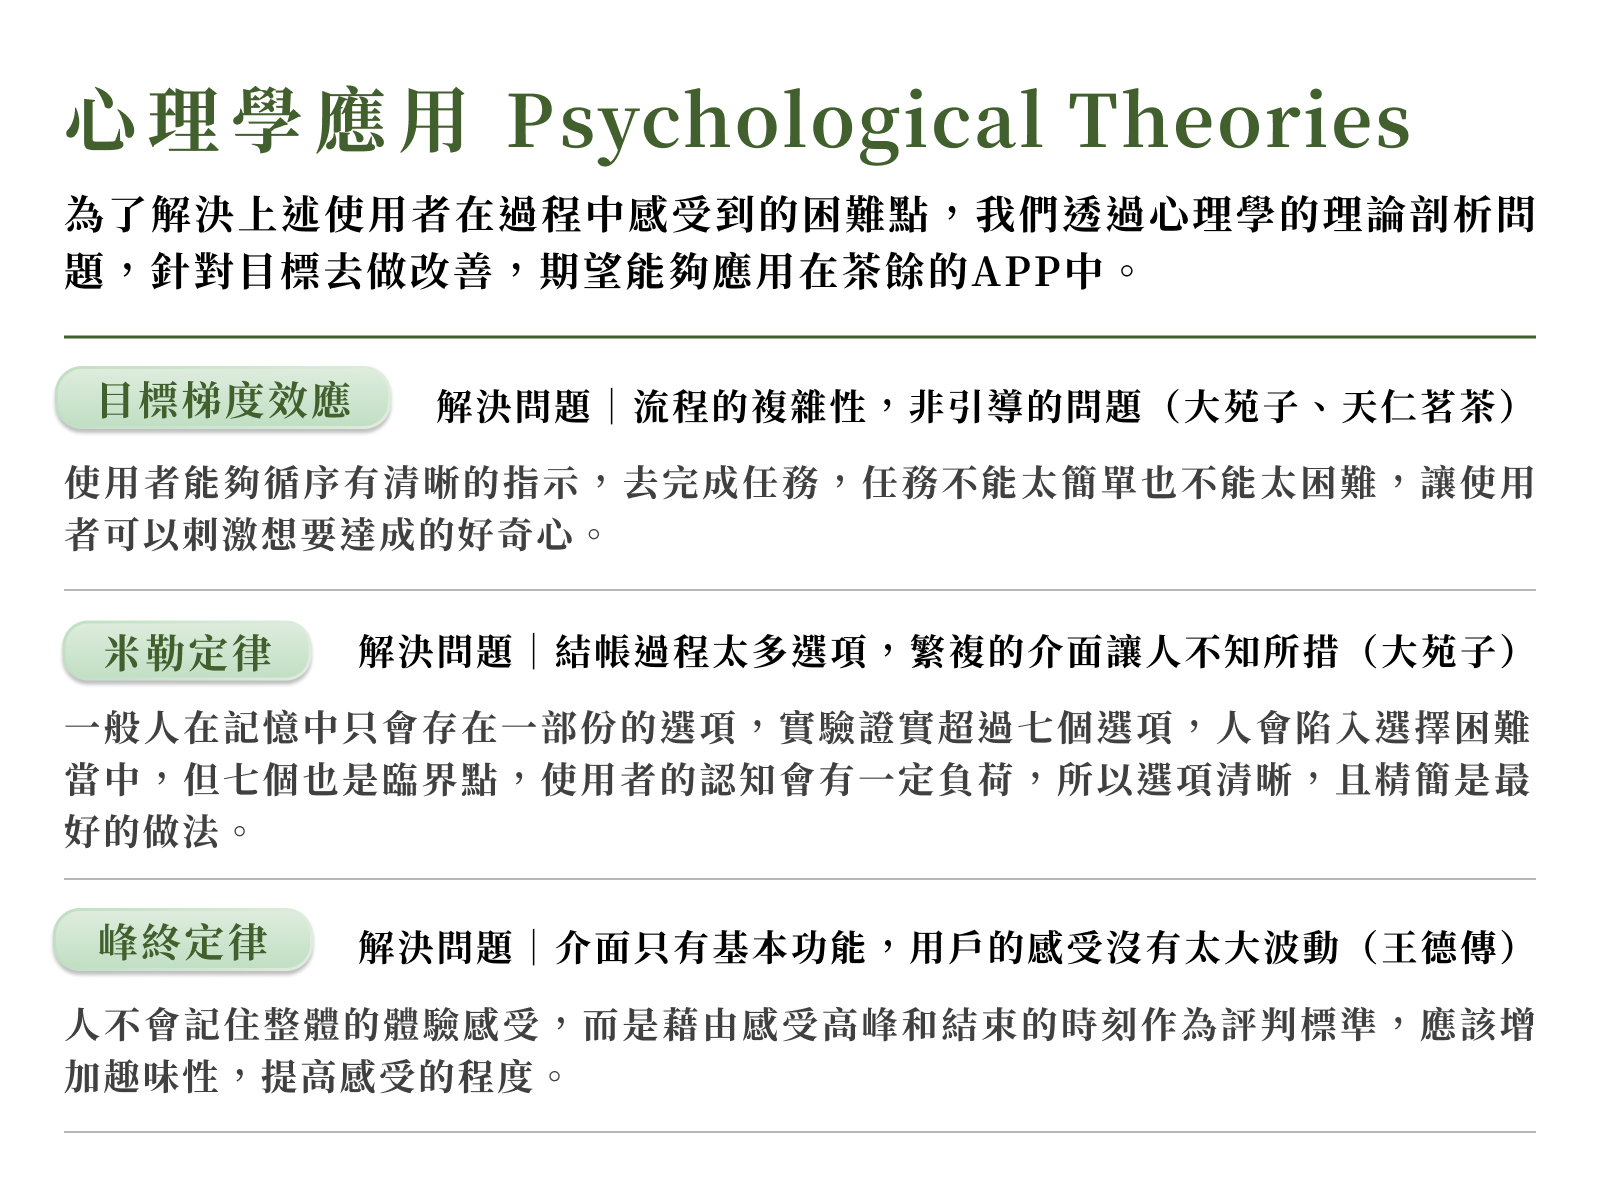 心理學應用 Psychological Theories
為了解決上述使用者在過程中感受到的困難點，我們透過心理學的理論剖析問
題，針對目標去做改善，期望能夠應用在茶餘的APP中。
目標梯度效應
解決問題｜流程的複雜性，非引導的問題（大苑子、天仁茗茶）
使用者能夠循序有清晰的指示，去完成任務，任務不能太簡單也不能太困難，讓使用
者可以刺激想要達成的好奇心。
米勒定律
解決問題｜結帳過程太多選項，繁複的介面讓人不知所措（大苑子）
一般人在記憶中只會存在一部份的選項，實驗證實超過七個選項，人會陷入選擇困難
當中，但七個也是臨界點，使用者的認知會有一定負荷，所以選項清晰，且精簡是最
好的做法。
峰終定律
解決問題｜介面只有基本功能，用戶的感受沒有太大波動（王德傳）
人不會記住整體的體驗感受，而是藉由感受高峰和結束的時刻作為評判標準，應該增
加趣味性，提高感受的程度。